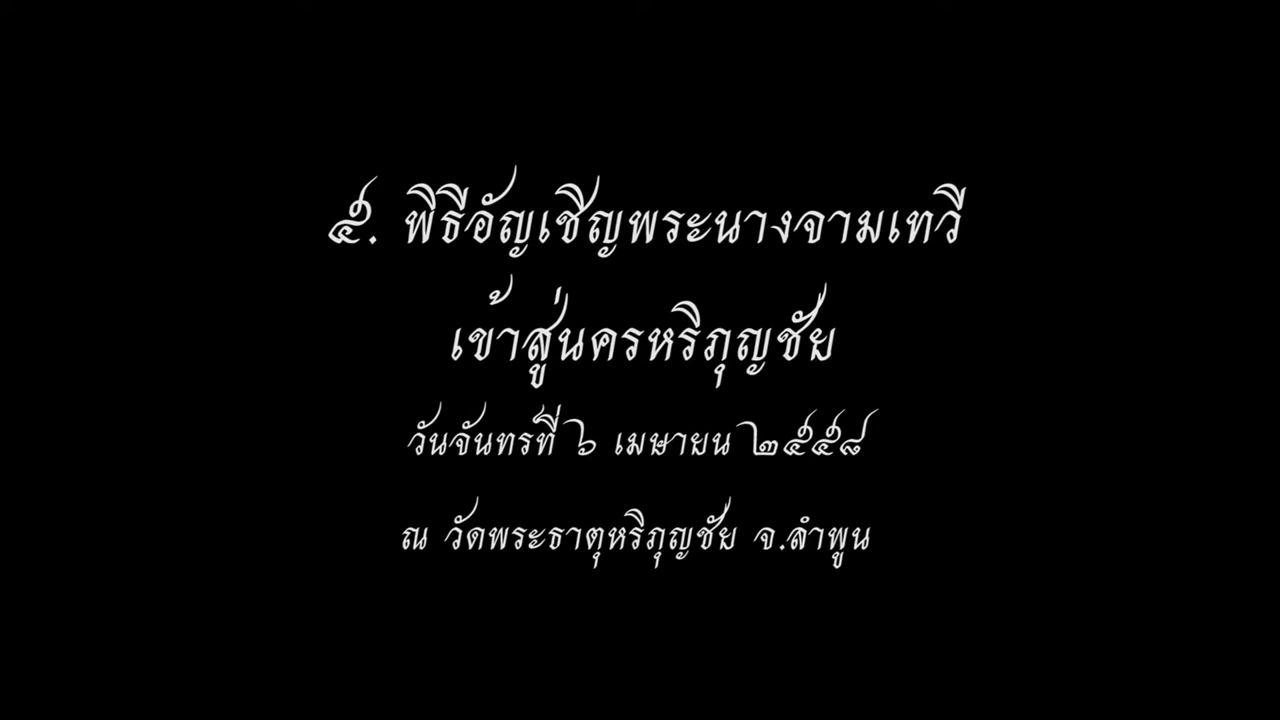 ๕. พิธีอัญเชิญพระนางจามเทวี
เข้าสู่นครหริภุญชัย
วันจันทรที่ ๖ เมษายน ๒๕๕๘
ณ วัดพระธาตุหริภุญชัย จ.ลำพูน